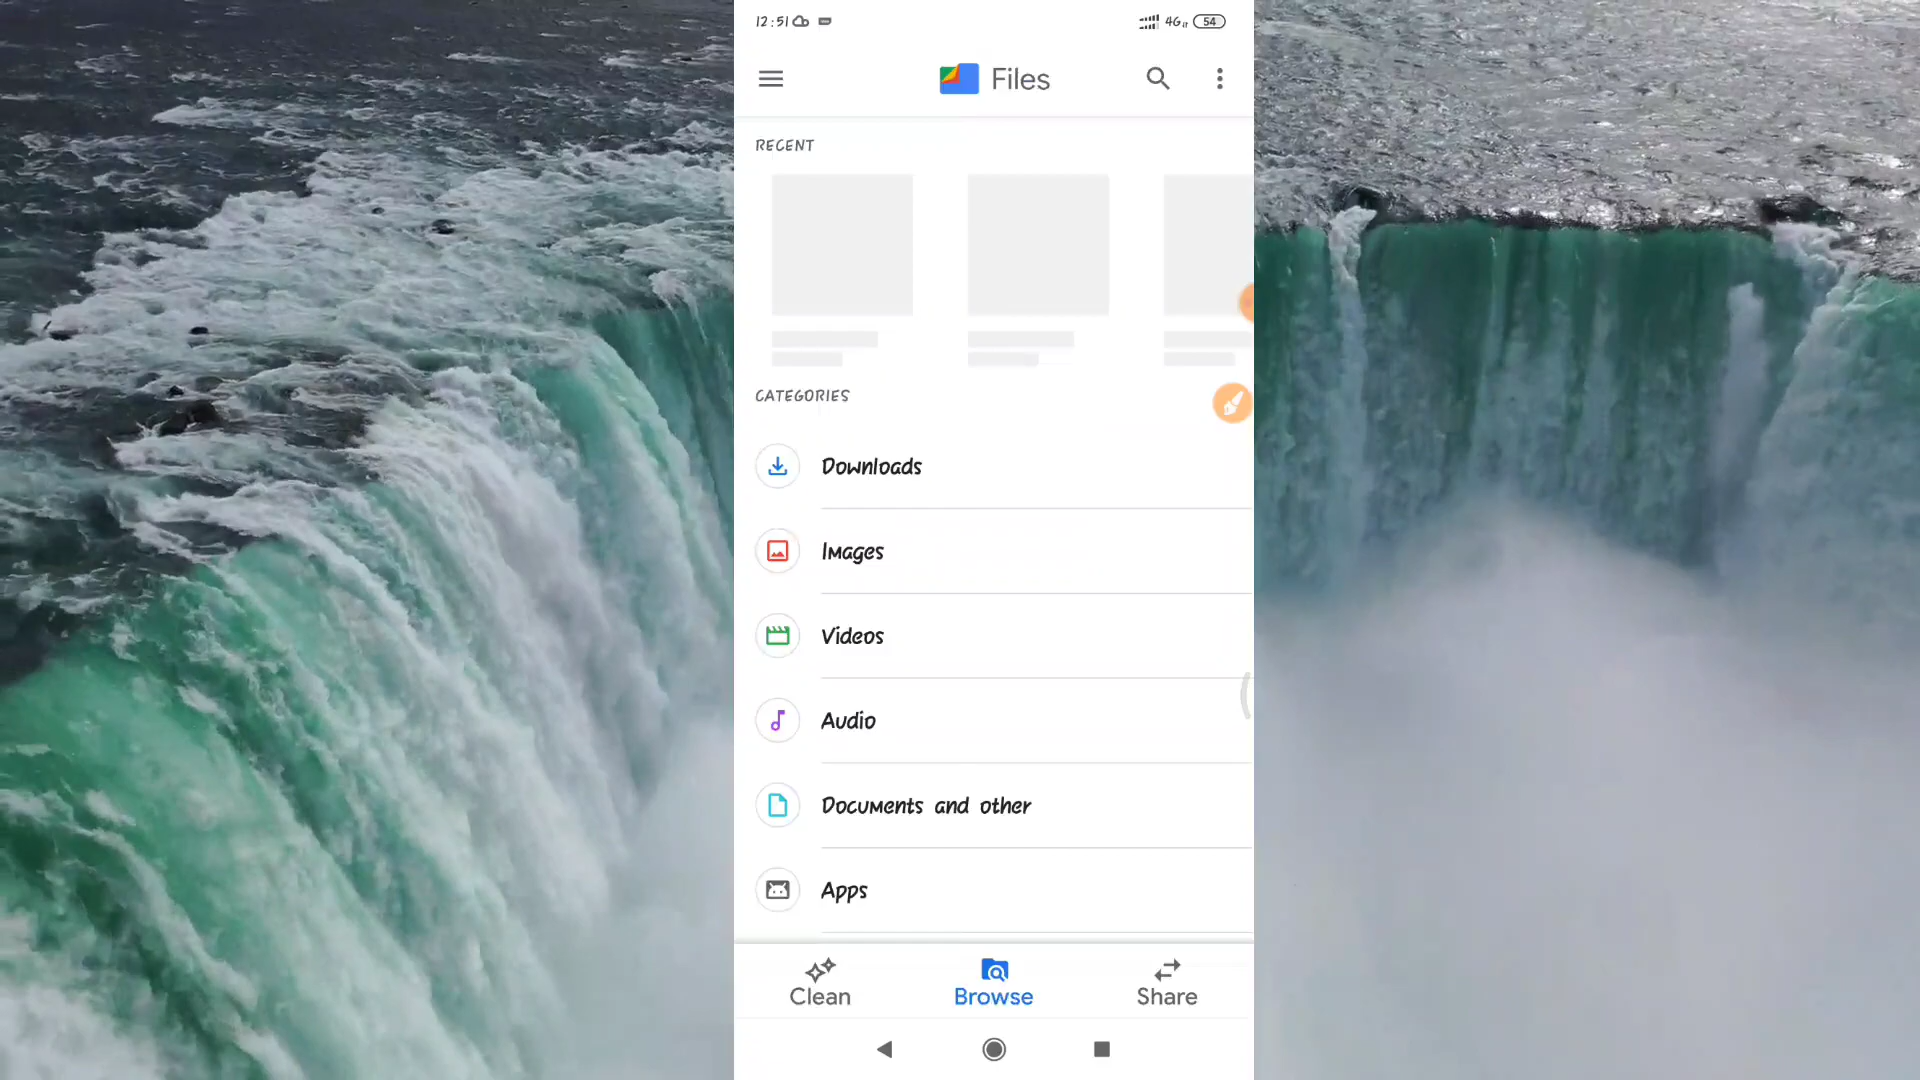 12:51
4G
54
Files
RECENT
CATEGORIES
Downloads
Images
Videos
Audio
Documents and other
Apps
Clean
Browse
Share